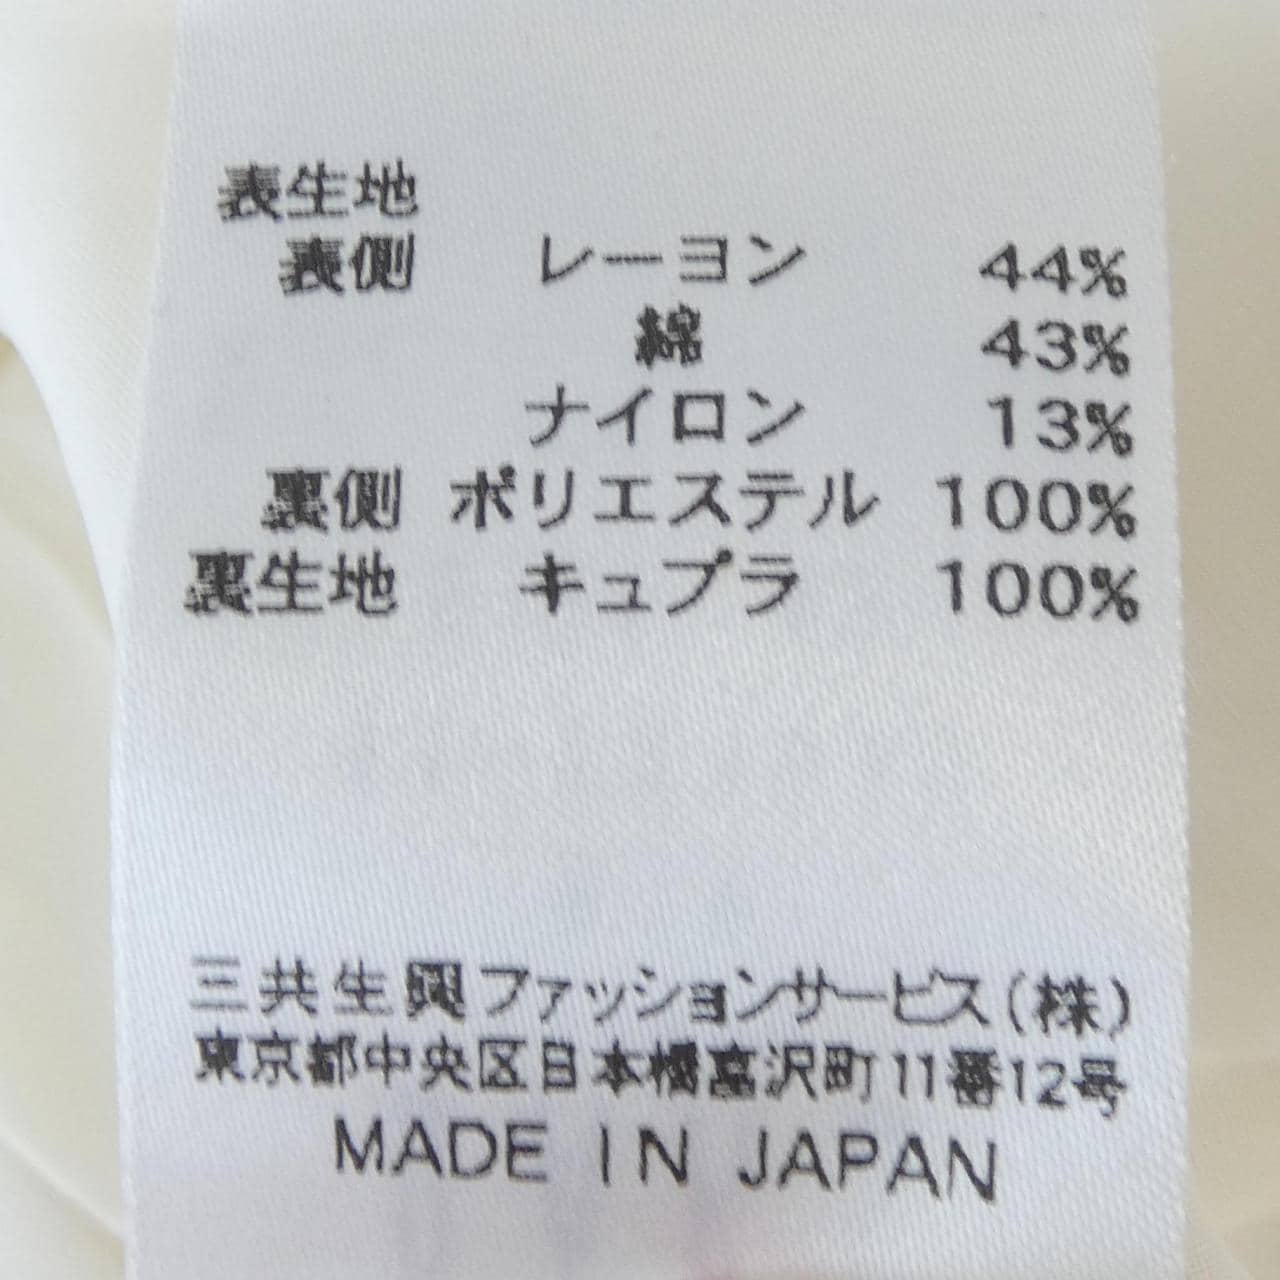 表生地
表側 レーヨン 44%
綿 43%
ナイロン 13%
裏側 ポリエステル 100%
裏生地 キュプラ 100%
三共生興ファッションサービス(株)
東京都中央区日本橋富沢町11番12号
MADE IN JAPAN